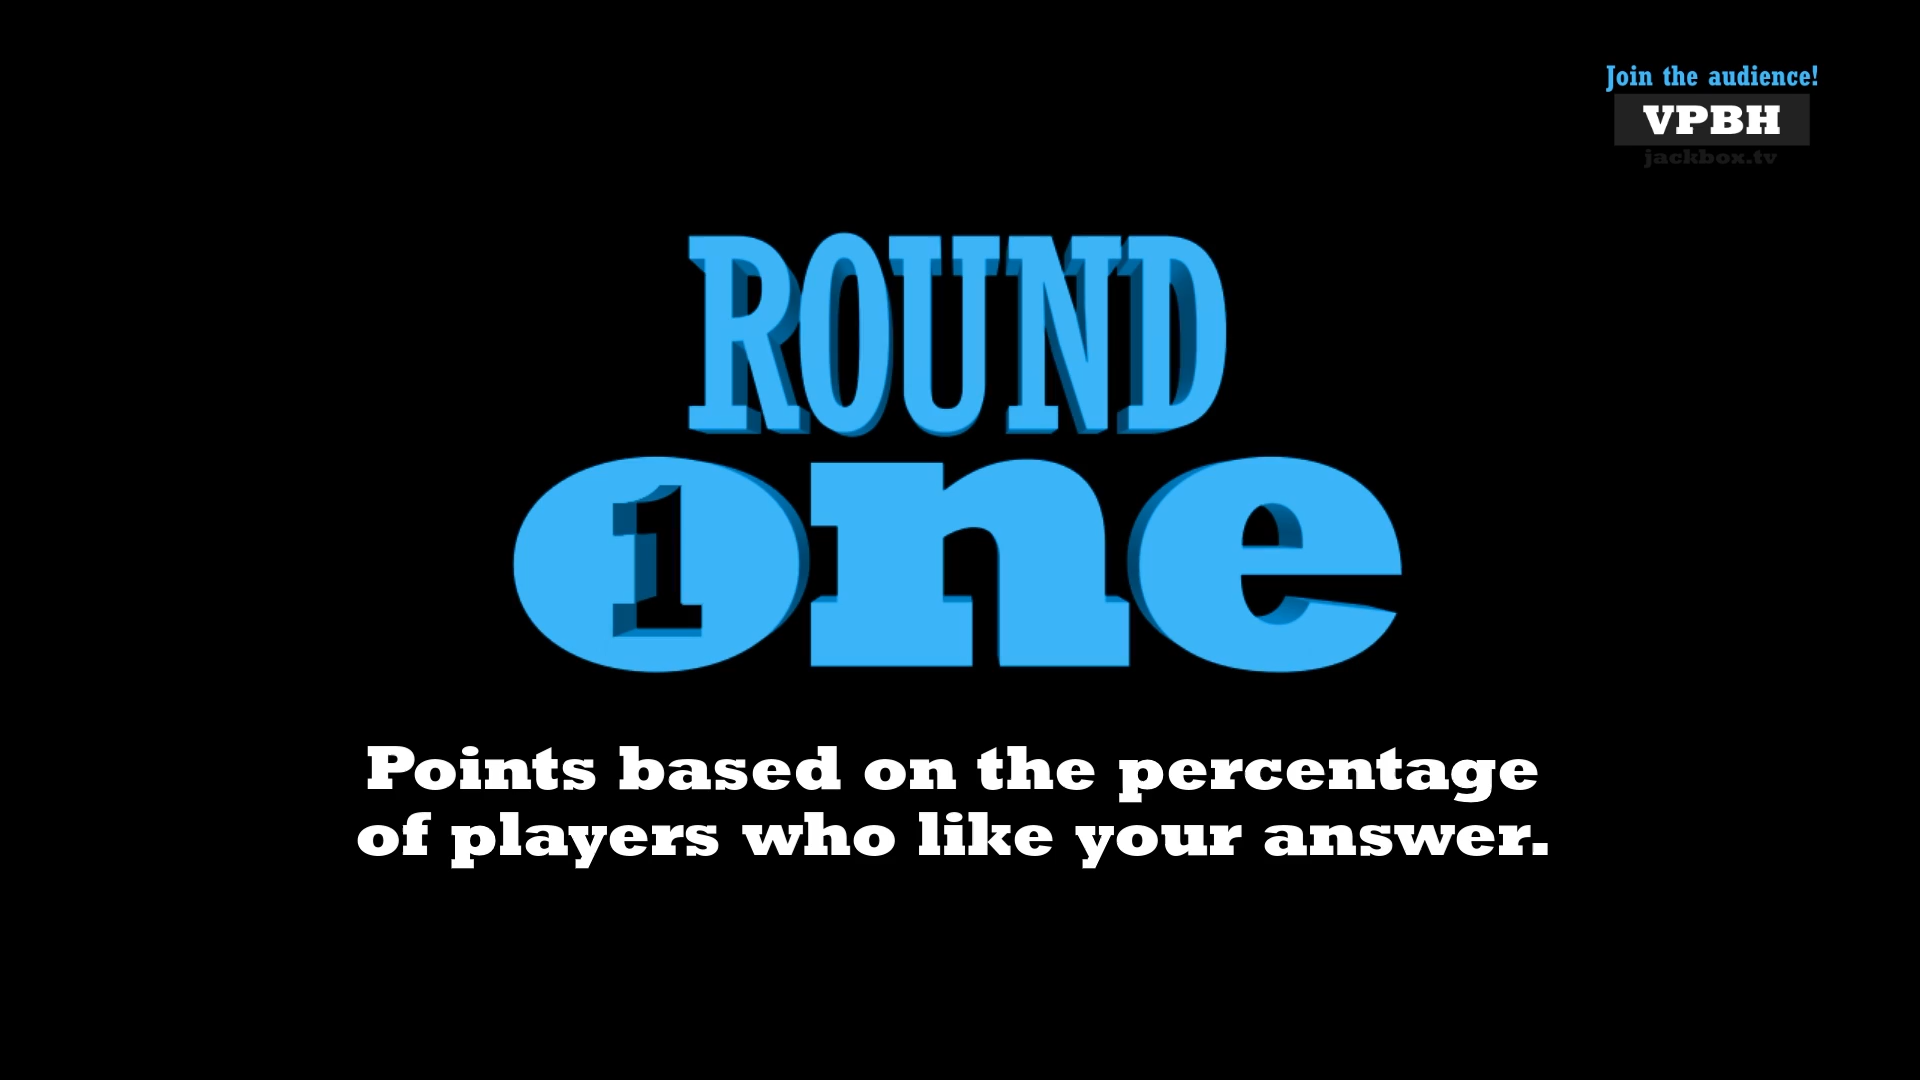 Join the audience!
VPBH
jackbox.tv
ROUND
One
1
Points based on the percentage
of players who like your answer.